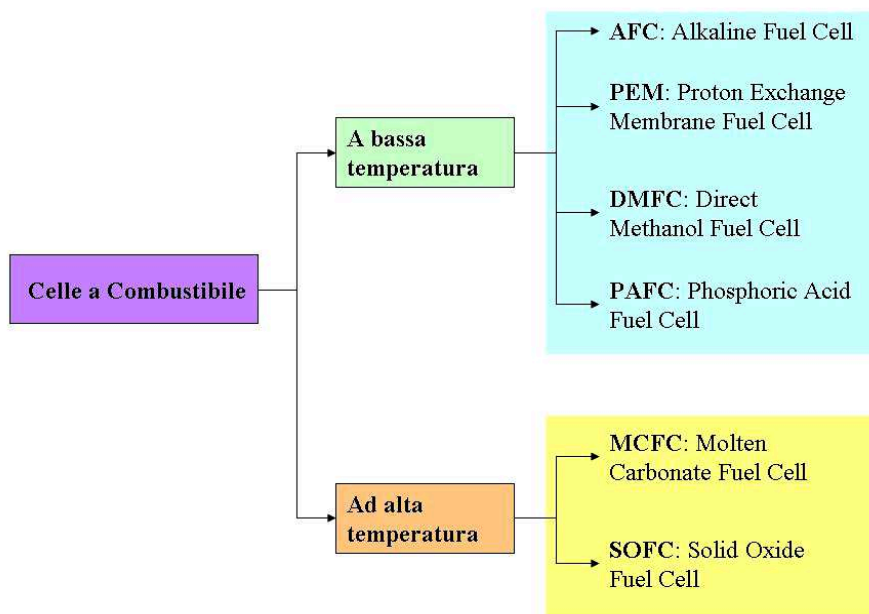 AFC: Alkaline Fuel Cell
PEM: Proton Exchange
Membrane Fuel Cell
A bassa
temperatura
DMFC: Direct
Methanol Fuel Cell
Celle a Combustibile
PAFC: Phosphoric Acid
Fuel Cell
MCFC: Molten
Carbonate Fuel Cell
Ad alta
temperatura
SOFC: Solid Oxide
Fuel Cell